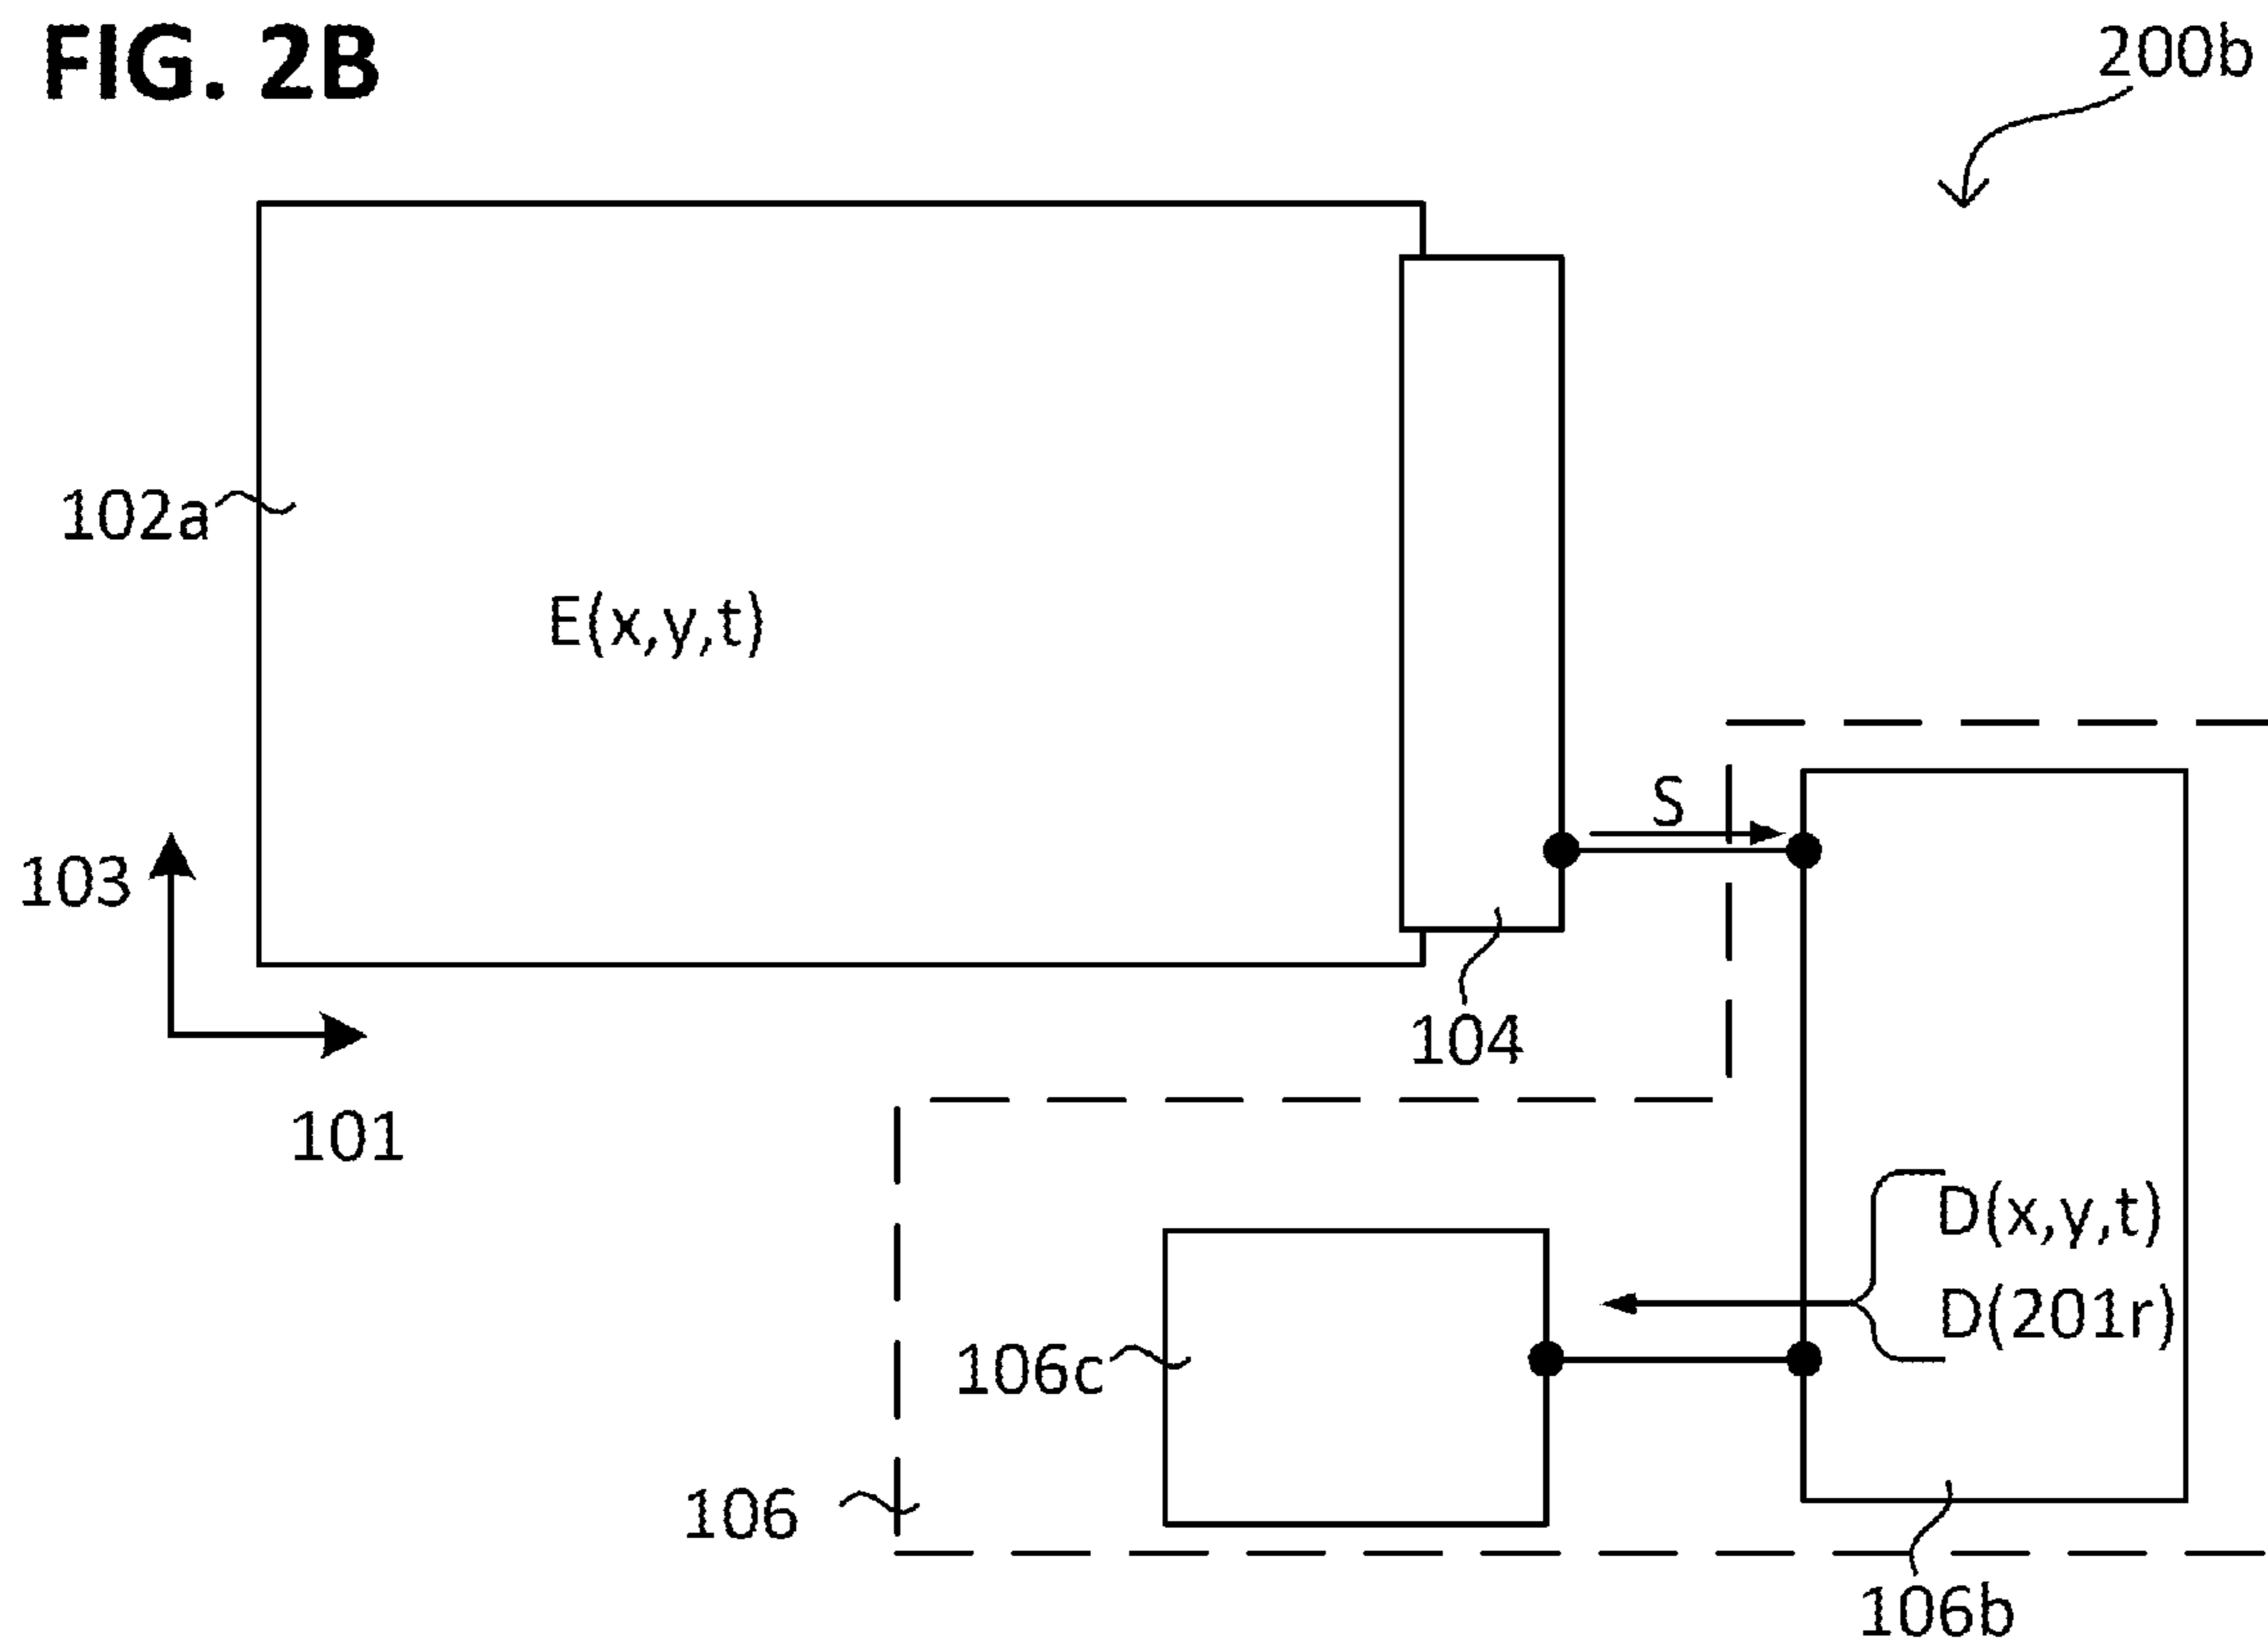 FIG. 2B
200b
102a
E(x,y,t)
S
103
104
101
D(x,y,t)
D(201r)
106c
106
106b